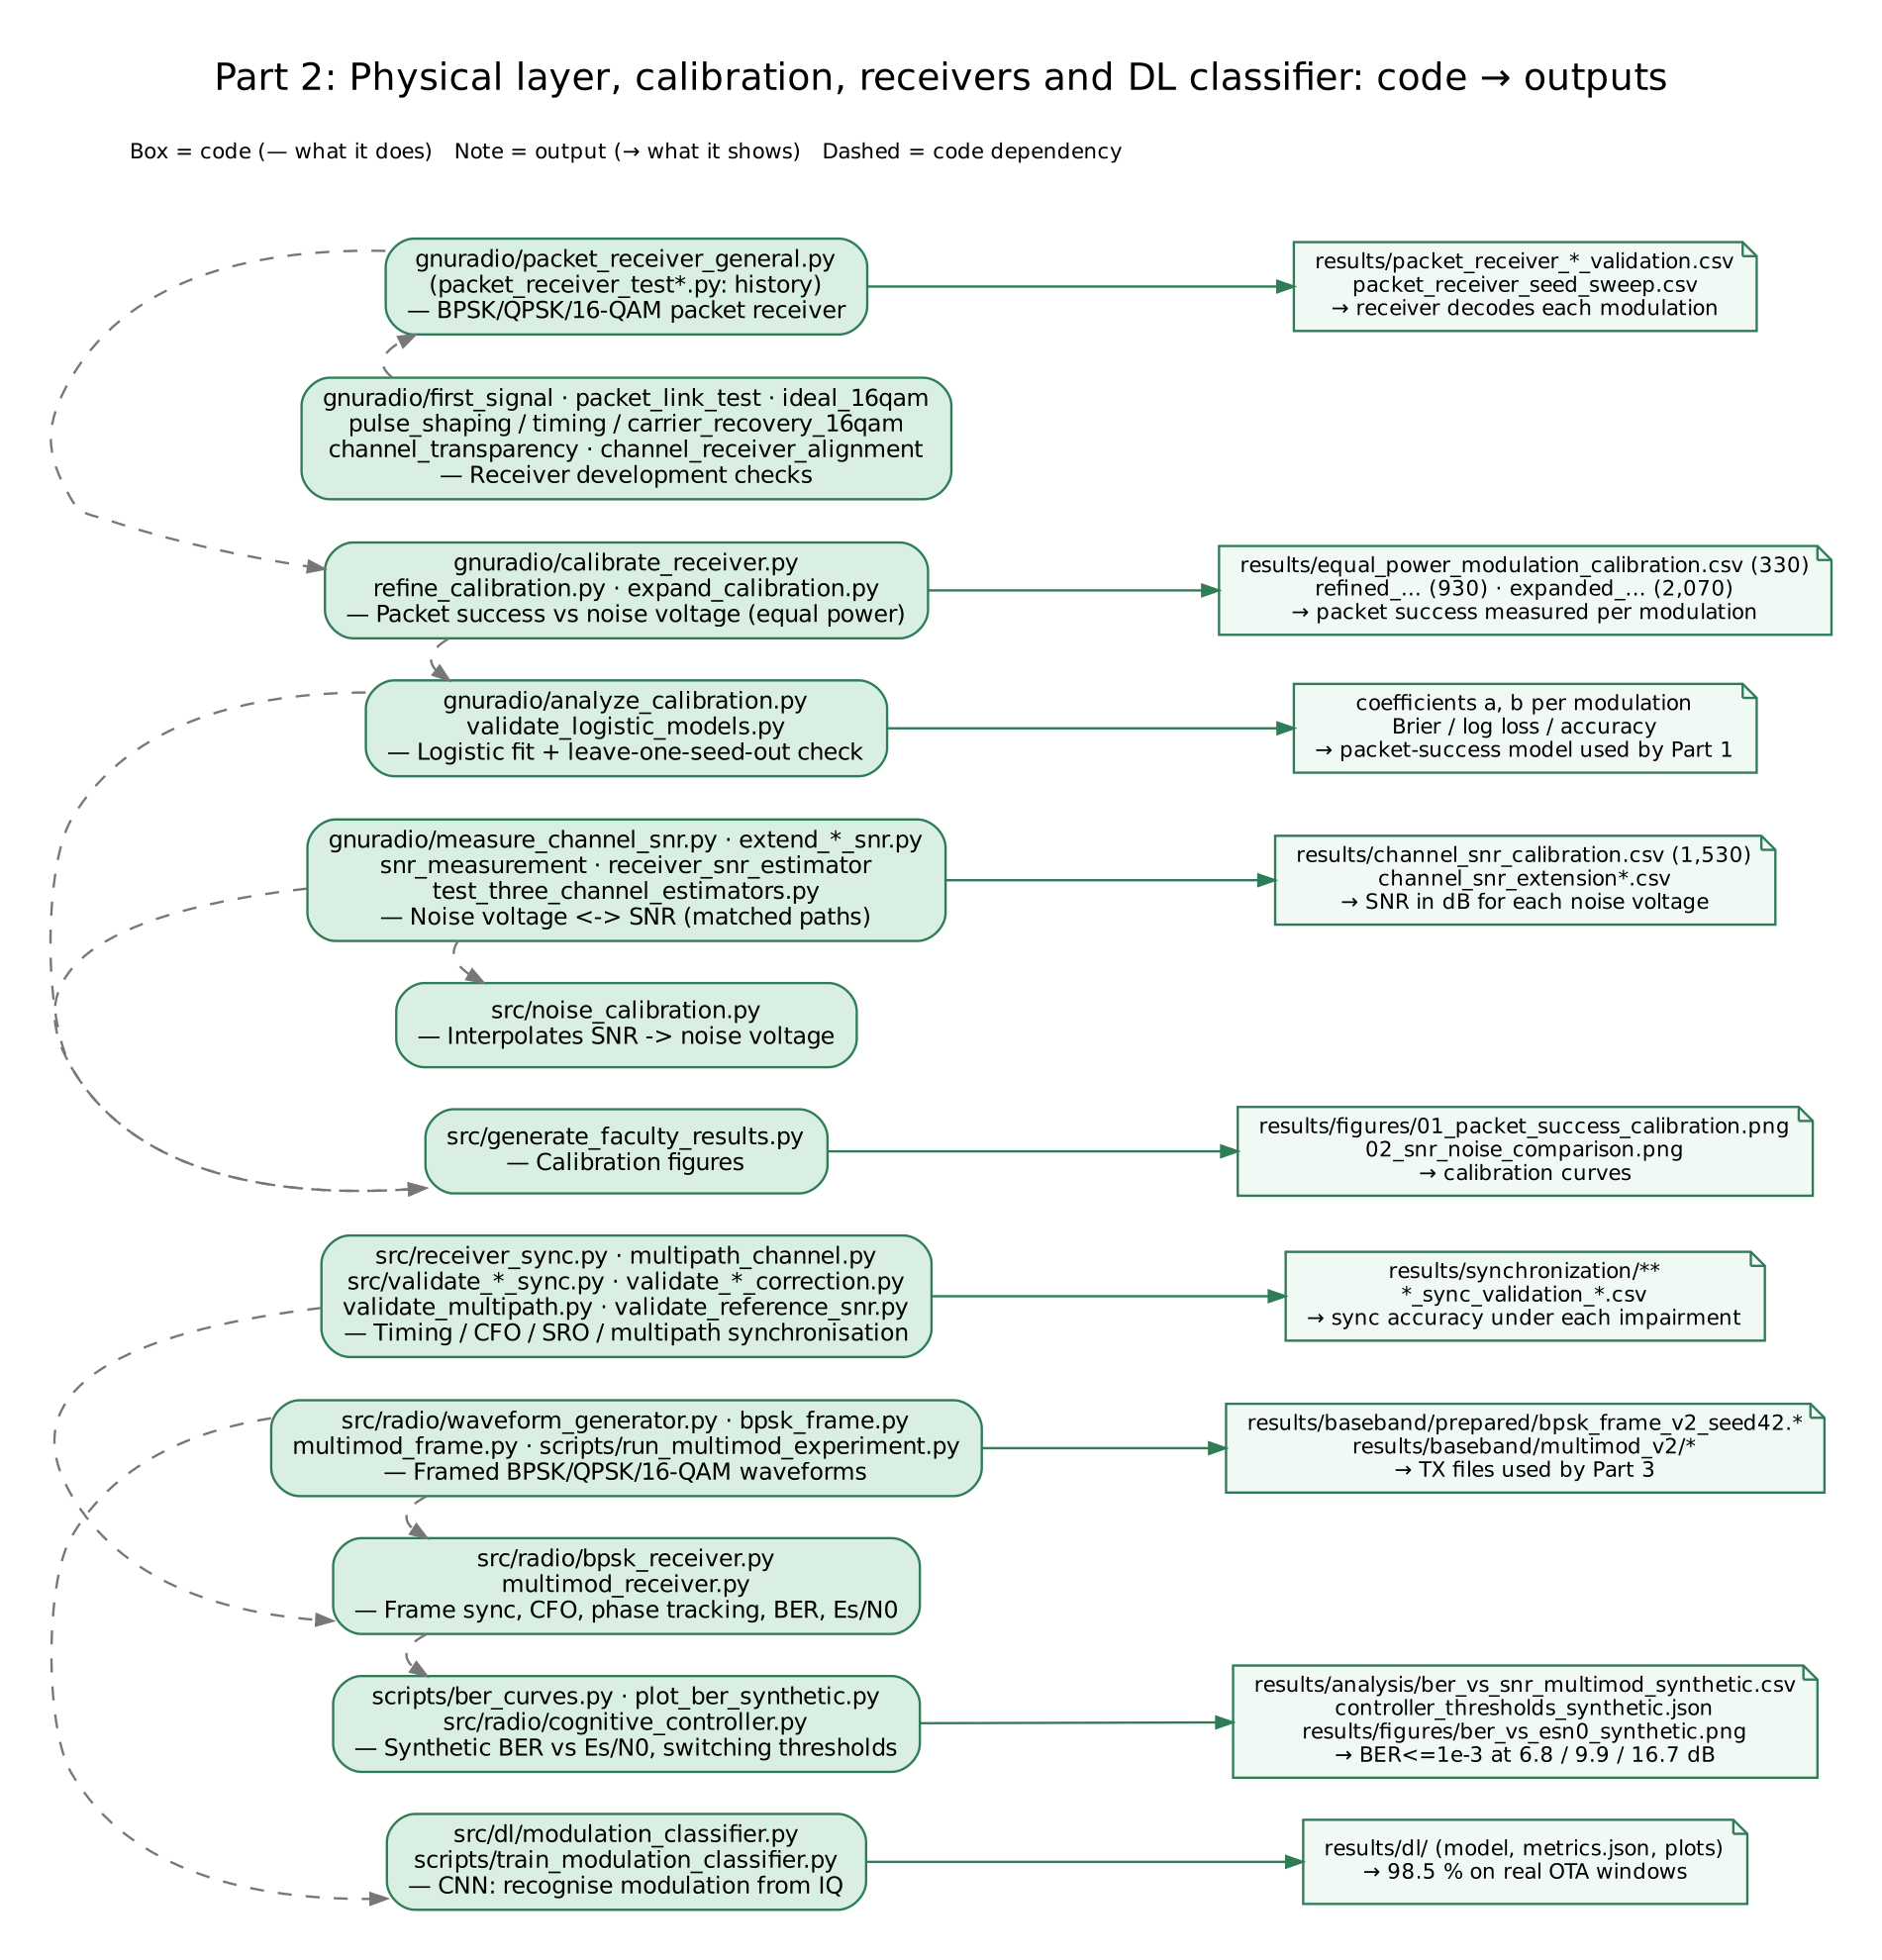 Part 2: Physical layer, calibration, receivers and DL classifier: code → outputs
Box = code (— what it does)   Note = output (→ what it shows)   Dashed = code dependency
gnuradio/packet_receiver_general.py
(packet_receiver_test*.py: history)
— BPSK/QPSK/16-QAM packet receiver
results/packet_receiver_*_validation.csv
packet_receiver_seed_sweep.csv
→ receiver decodes each modulation
gnuradio/first_signal · packet_link_test · ideal_16qam
pulse_shaping / timing / carrier_recovery_16qam
channel_transparency · channel_receiver_alignment
— Receiver development checks
gnuradio/calibrate_receiver.py
refine_calibration.py · expand_calibration.py
— Packet success vs noise voltage (equal power)
results/equal_power_modulation_calibration.csv (330)
refined_... (930) · expanded_... (2,070)
→ packet success measured per modulation
gnuradio/analyze_calibration.py
validate_logistic_models.py
— Logistic fit + leave-one-seed-out check
coefficients a, b per modulation
Brier / log loss / accuracy
→ packet-success model used by Part 1
gnuradio/measure_channel_snr.py · extend_*_snr.py
snr_measurement · receiver_snr_estimator
test_three_channel_estimators.py
— Noise voltage <-> SNR (matched paths)
results/channel_snr_calibration.csv (1,530)
channel_snr_extension*.csv
→ SNR in dB for each noise voltage
src/noise_calibration.py
— Interpolates SNR -> noise voltage
src/generate_faculty_results.py
— Calibration figures
results/figures/01_packet_success_calibration.png
02_snr_noise_comparison.png
→ calibration curves
src/receiver_sync.py · multipath_channel.py
src/validate_*_sync.py · validate_*_correction.py
validate_multipath.py · validate_reference_snr.py
— Timing / CFO / SRO / multipath synchronisation
results/synchronization/**
*_sync_validation_*.csv
→ sync accuracy under each impairment
src/radio/waveform_generator.py · bpsk_frame.py
multimod_frame.py · scripts/run_multimod_experiment.py
— Framed BPSK/QPSK/16-QAM waveforms
results/baseband/prepared/bpsk_frame_v2_seed42.*
results/baseband/multimod_v2/*
→ TX files used by Part 3
src/radio/bpsk_receiver.py
multimod_receiver.py
— Frame sync, CFO, phase tracking, BER, Es/N0
scripts/ber_curves.py · plot_ber_synthetic.py
src/radio/cognitive_controller.py
— Synthetic BER vs Es/N0, switching thresholds
results/analysis/ber_vs_snr_multimod_synthetic.csv
controller_thresholds_synthetic.json
results/figures/ber_vs_esn0_synthetic.png
→ BER<=1e-3 at 6.8 / 9.9 / 16.7 dB
src/dl/modulation_classifier.py
scripts/train_modulation_classifier.py
— CNN: recognise modulation from IQ
results/dl/ (model, metrics.json, plots)
→ 98.5 % on real OTA windows